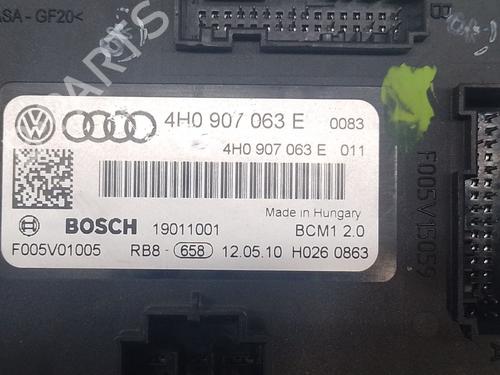 ASA - GF20<
B
4H0 907 063 E 0083
4H0 907 063 E 011
Made in Hungary
BOSCH 19011001 BCM1 2.0
F005V01005 RB8 - 658 12.05.10 H026 0863
F005V15059
PARTS